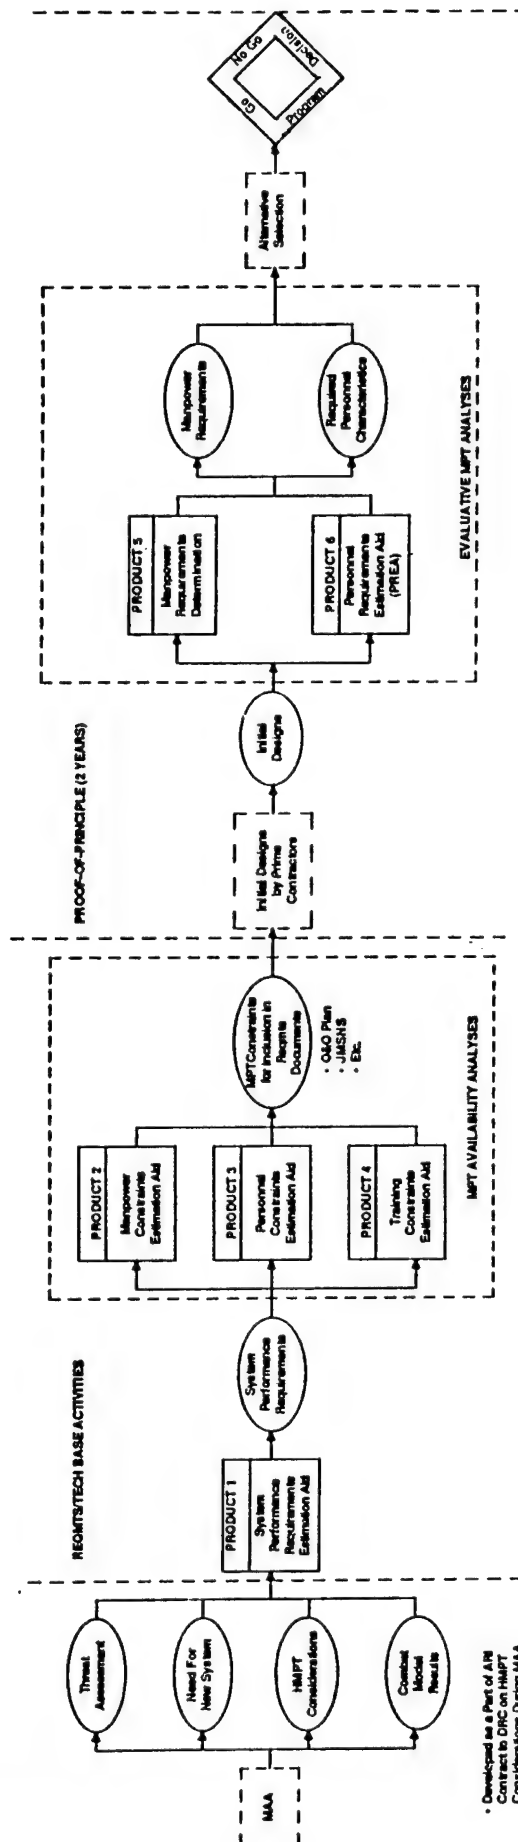 MAA
Threat
Assessment
Need For
New System
HMPT
Considerations
Combat
Model
Results
• Developed as a Part of ARI
Contract to DRC on HMPT
Considerations During MAA
REQMTS/TECH BASE ACTIVITIES
PRODUCT 1
System
Performance
Requirements
Estimation Aid
System
Performance
Requirements
PRODUCT 2
Manpower
Constraints
Estimation Aid
PRODUCT 3
Personnel
Constraints
Estimation Aid
PRODUCT 4
Training
Constraints
Estimation Aid
MPT Constraints
for Inclusion in
Reqmts
Documents
• O&O Plan
• JMSNS
• Etc.
MPT AVAILABILITY ANALYSES
PROOF-OF-PRINCIPLE (2 YEARS)
Initial Designs
by Prime
Contractors
Initial
Designs
PRODUCT 5
Manpower
Requirements
Determination
PRODUCT 6
Personnel
Requirements
Estimation Aid
(PREA)
Manpower
Requirements
Required
Personnel
Characteristics
EVALUATIVE MPT ANALYSES
Alternative
Selection
Go
No Go
Program
Decision